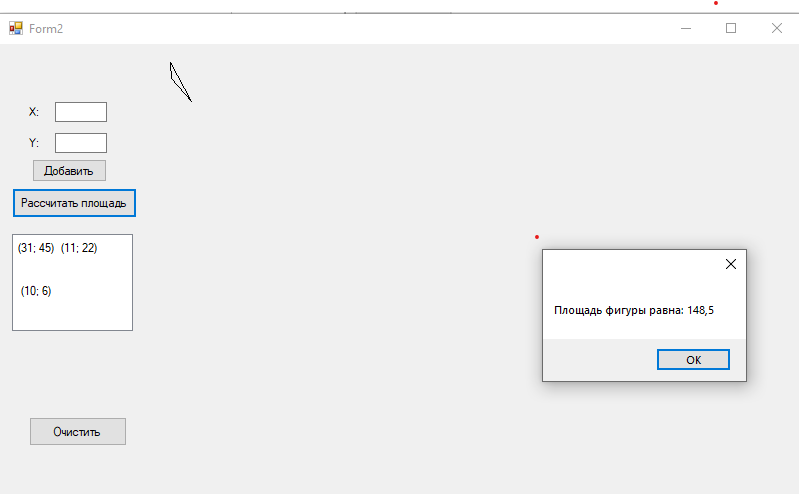 Form2
X:
Y:
Добавить
Рассчитать площадь
(31; 45)  (11; 22)
(10; 6)
Площадь фигуры равна: 148,5
OK
Очистить